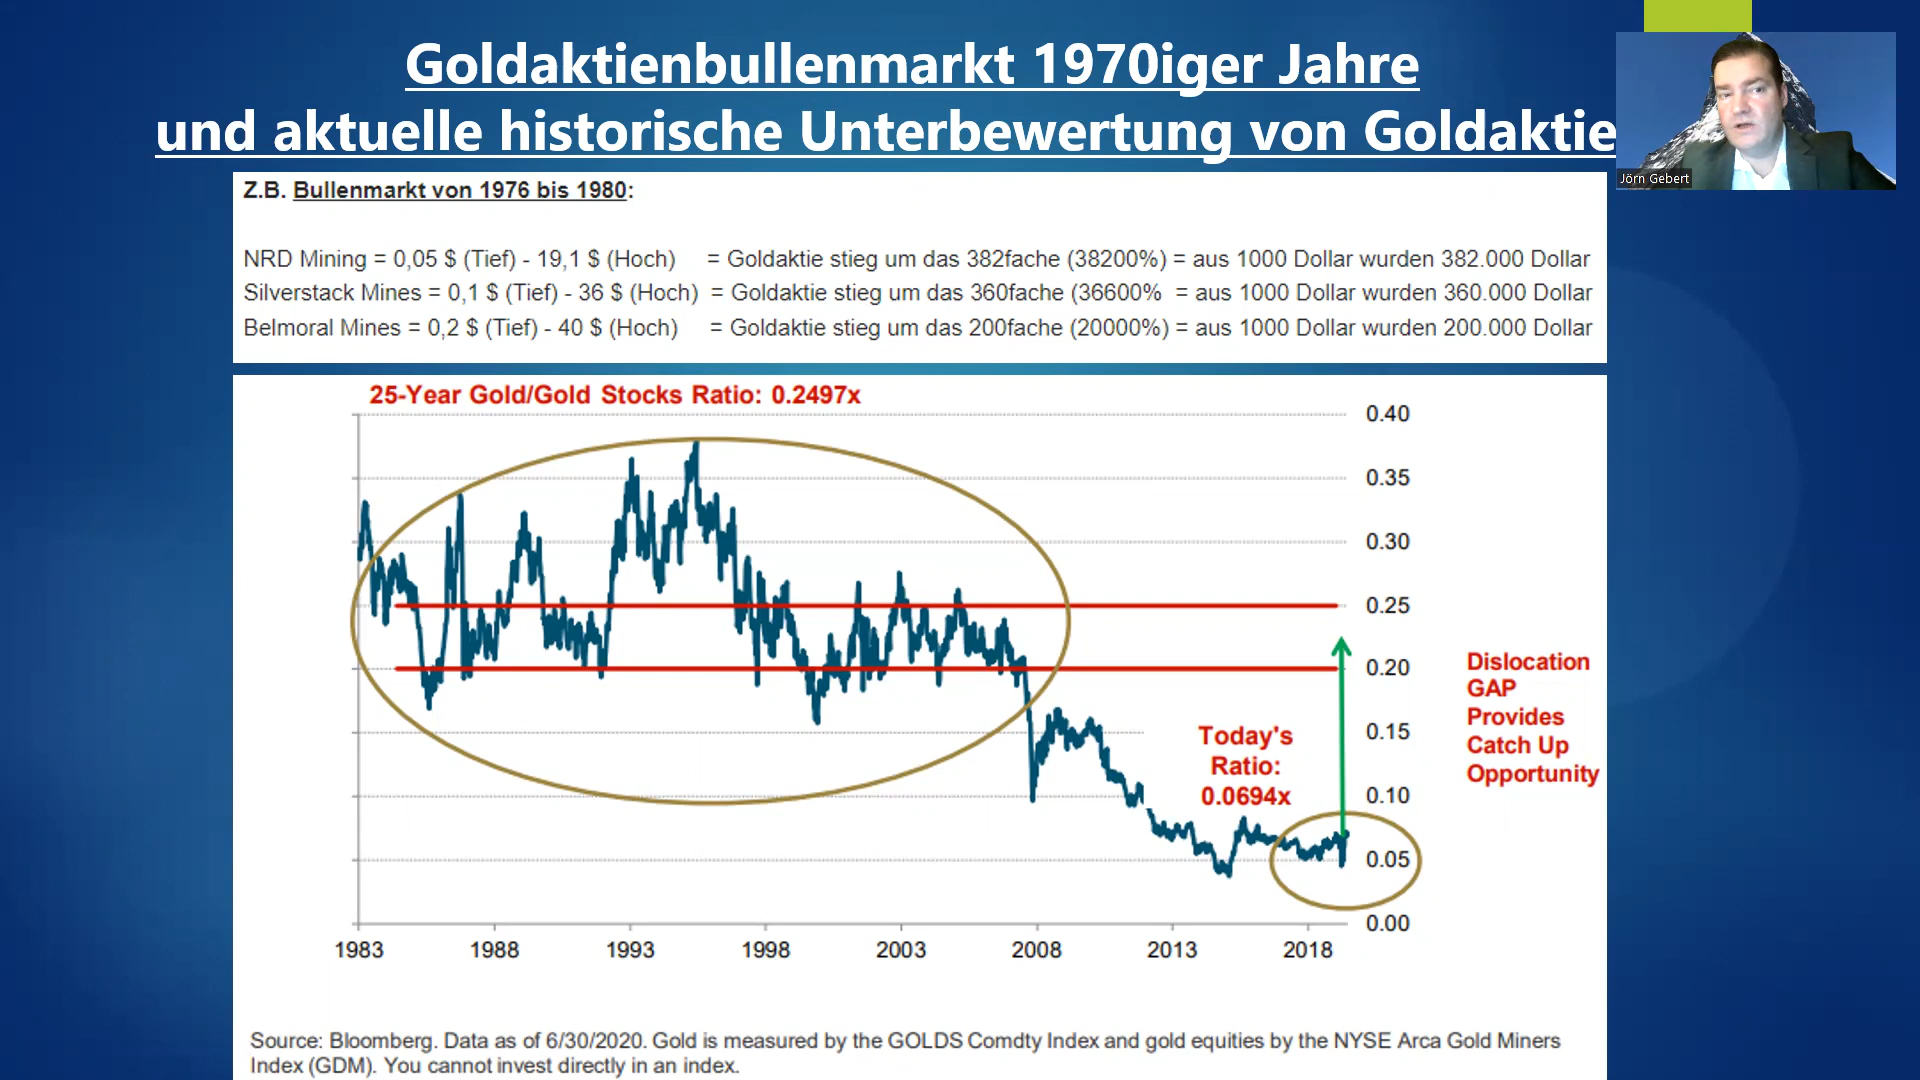 Goldaktienbullenmarkt 1970iger Jahre
und aktuelle historische Unterbewertung von Goldaktie
Jörn Gebert
Z.B. Bullenmarkt von 1976 bis 1980:
NRD Mining = 0,05 $ (Tief) - 19,1 $ (Hoch) = Goldaktie stieg um das 382fache (38200%) = aus 1000 Dollar wurden 382.000 Dollar
Silverstack Mines = 0,1 $ (Tief) - 36 $ (Hoch) = Goldaktie stieg um das 360fache (36600% = aus 1000 Dollar wurden 360.000 Dollar
Belmoral Mines = 0,2 $ (Tief) - 40 $ (Hoch) = Goldaktie stieg um das 200fache (20000%) = aus 1000 Dollar wurden 200.000 Dollar
25-Year Gold/Gold Stocks Ratio: 0.2497x
0.40
0.35
0.30
0.25
0.20
0.15
0.10
0.05
0.00
Dislocation
GAP
Provides
Catch Up
Opportunity
Today's
Ratio:
0.0694x
1983 1988 1993 1998 2003 2008 2013 2018
Source: Bloomberg. Data as of 6/30/2020. Gold is measured by the GOLDS Comdty Index and gold equities by the NYSE Arca Gold Miners
Index (GDM). You cannot invest directly in an index.